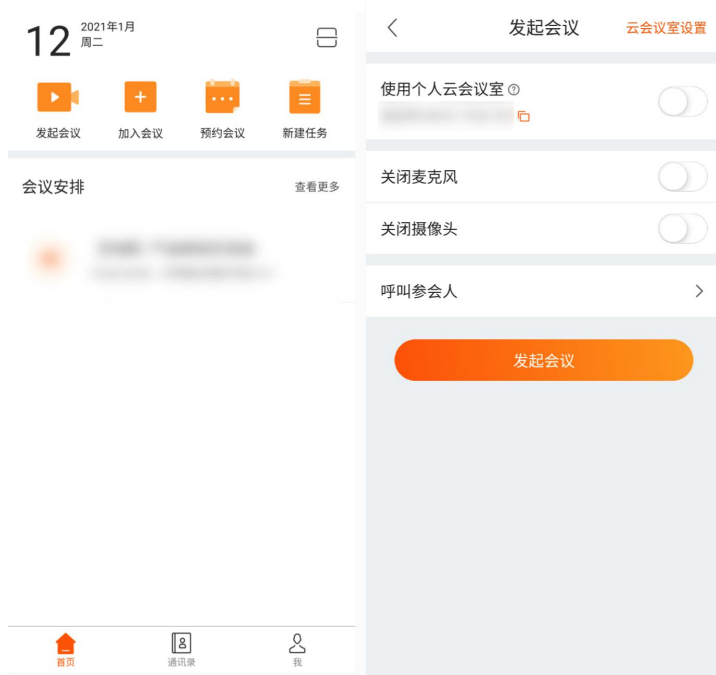 12
2021年1月
周二
发起会议
加入会议
预约会议
新建任务
会议安排
查看更多
首页
通讯录
我
发起会议
云会议室设置
使用个人云会议室
关闭麦克风
关闭摄像头
呼叫参会人
发起会议